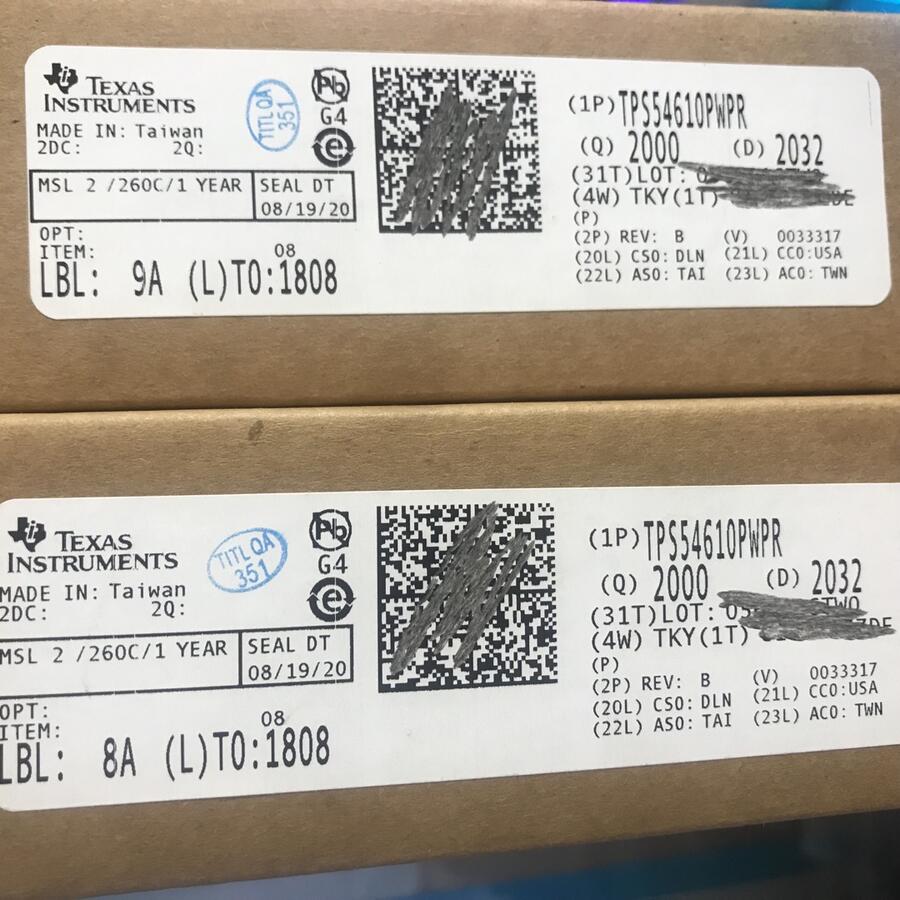 TEXAS
INSTRUMENTS
MADE IN: Taiwan
2DC: 2Q:
TITL QA
351
Pb
G4
e
MSL 2 /260C/1 YEAR
SEAL DT
08/19/20
OPT:
ITEM:
08
LBL: 9A (L)TO:1808
(1P)TPS54610PWPR
(Q) 2000 (D) 2032
(31T)LOT:
(4W) TKY(1T)
(P)
(2P) REV: B (V) 0033317
(20L) CSO: DLN (21L) CCO:USA
(22L) ASO: TAI (23L) ACO: TWN
TEXAS
INSTRUMENTS
MADE IN: Taiwan
2DC: 2Q:
TITL QA
351
Pb
G4
e
MSL 2 /260C/1 YEAR
SEAL DT
08/19/20
OPT:
ITEM:
08
LBL: 8A (L)TO:1808
(1P)TPS54610PWPR
(Q) 2000 (D) 2032
(31T)LOT:
(4W) TKY(1T)
(P)
(2P) REV: B (V) 0033317
(20L) CSO: DLN (21L) CCO:USA
(22L) ASO: TAI (23L) ACO: TWN